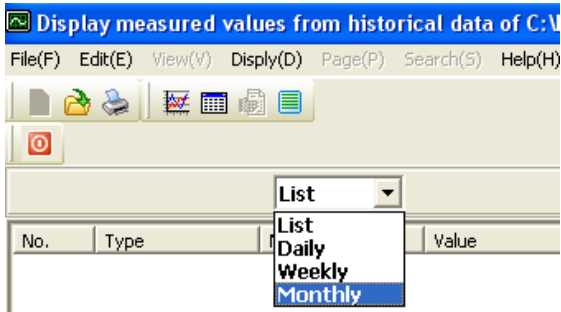 Display measured values from historical data of C:\
File(F) Edit(E) View(V) Disply(D) Page(P) Search(S) Help(H)
List
No. Type Value
List
Daily
Weekly
Monthly